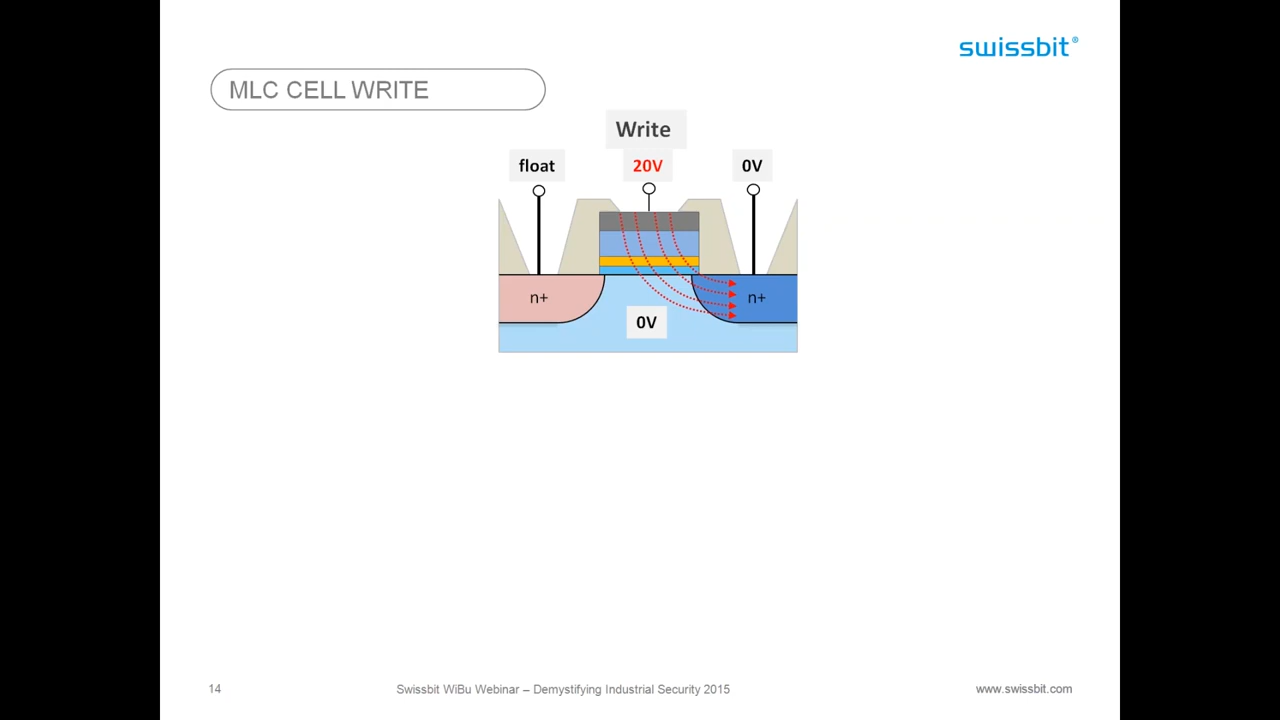 swissbit®
MLC CELL WRITE
Write
float
20V
0V
n+
n+
0V
14
Swissbit WiBu Webinar – Demystifying Industrial Security 2015
www.swissbit.com